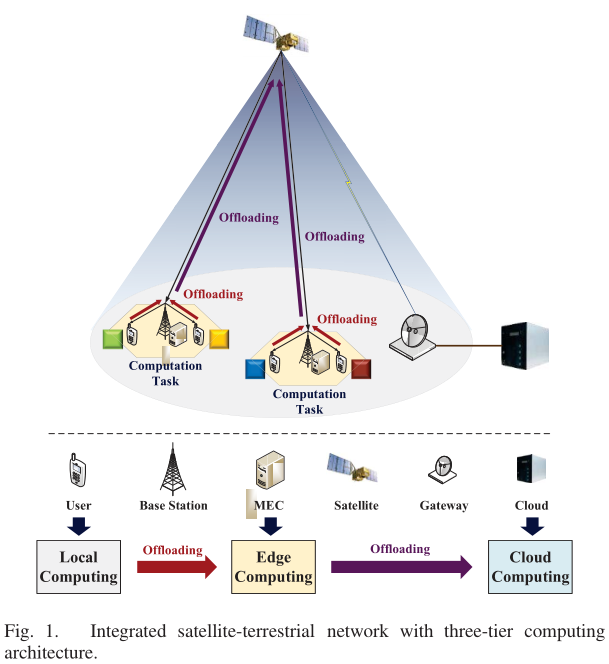 Offloading
Offloading
Offloading
Offloading
Computation
Task
Computation
Task
User
Base Station
MEC
Satellite
Gateway
Cloud
Local
Computing
Offloading
Edge
Computing
Offloading
Cloud
Computing
Fig. 1. Integrated satellite-terrestrial network with three-tier computing
architecture.